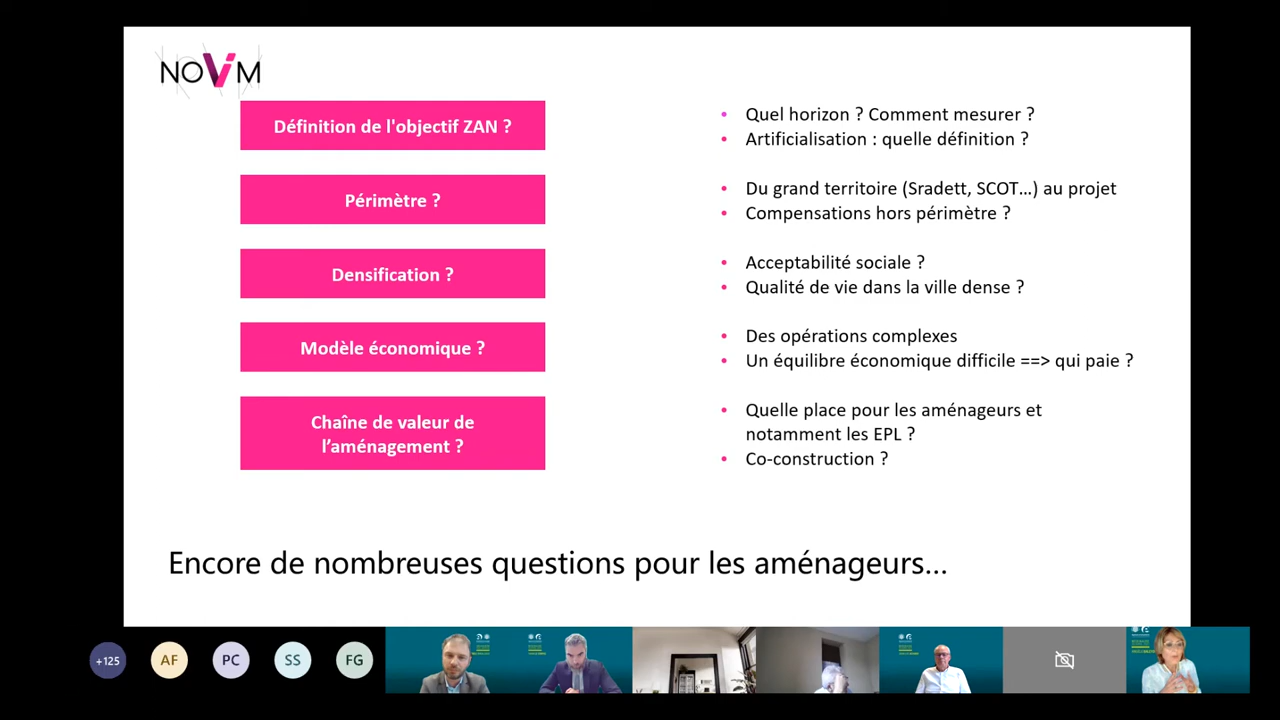 NOVIM
Définition de l'objectif ZAN ?
• Quel horizon ? Comment mesurer ?
• Artificialisation : quelle définition ?
Périmètre ?
• Du grand territoire (Sradett, SCOT…) au projet
• Compensations hors périmètre ?
Densification ?
• Acceptabilité sociale ?
• Qualité de vie dans la ville dense ?
Modèle économique ?
• Des opérations complexes
• Un équilibre économique difficile ==> qui paie ?
Chaîne de valeur de
l’aménagement ?
• Quelle place pour les aménageurs et
notamment les EPL ?
• Co-construction ?
Encore de nombreuses questions pour les aménageurs…
+125
AF
PC
SS
FG